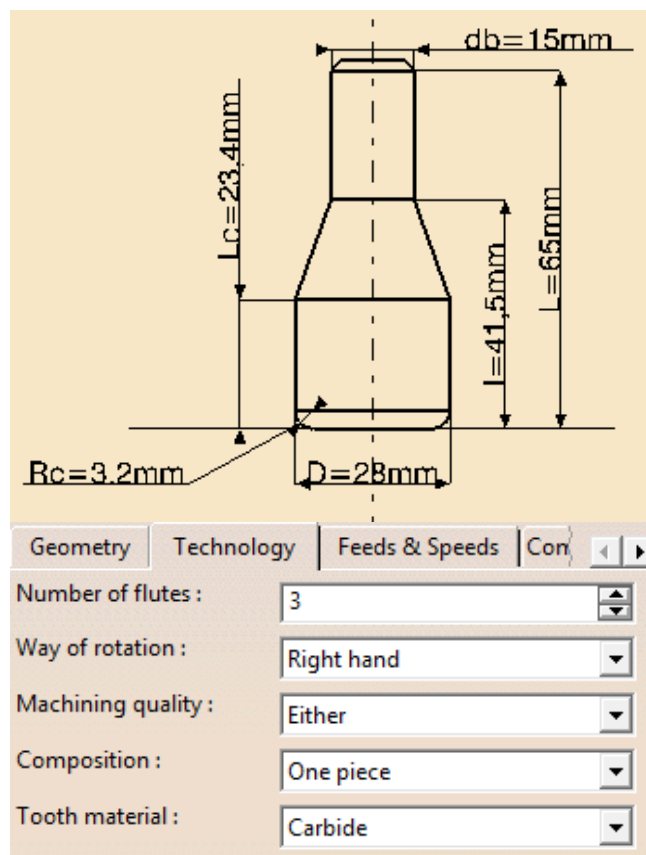 db=15mm
Lc=23,4mm
L=65mm
l=41,5mm
Rc=3,2mm
D=28mm
Geometry
Technology
Feeds & Speeds
Number of flutes :
3
Way of rotation :
Right hand
Machining quality :
Either
Composition :
One piece
Tooth material :
Carbide